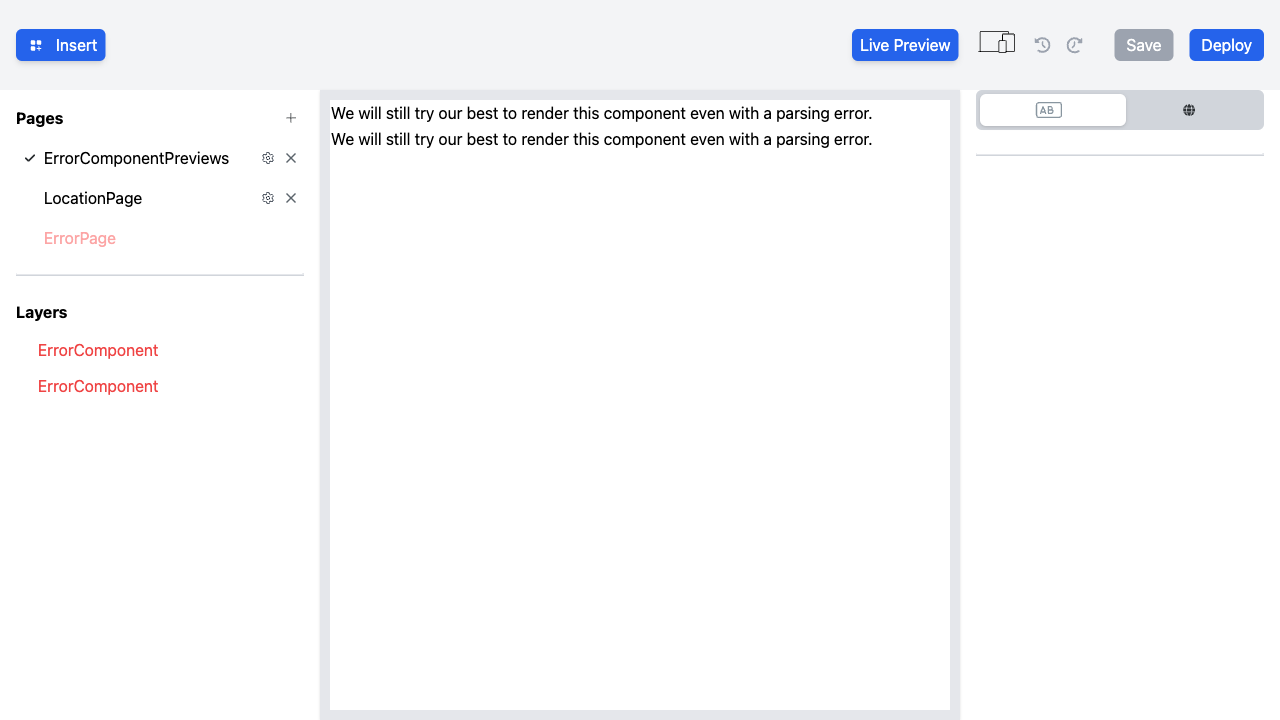 Insert
Live Preview
Save
Deploy
Pages
ErrorComponentPreviews
LocationPage
ErrorPage
Layers
ErrorComponent
ErrorComponent
We will still try our best to render this component even with a parsing error.
We will still try our best to render this component even with a parsing error.
AB